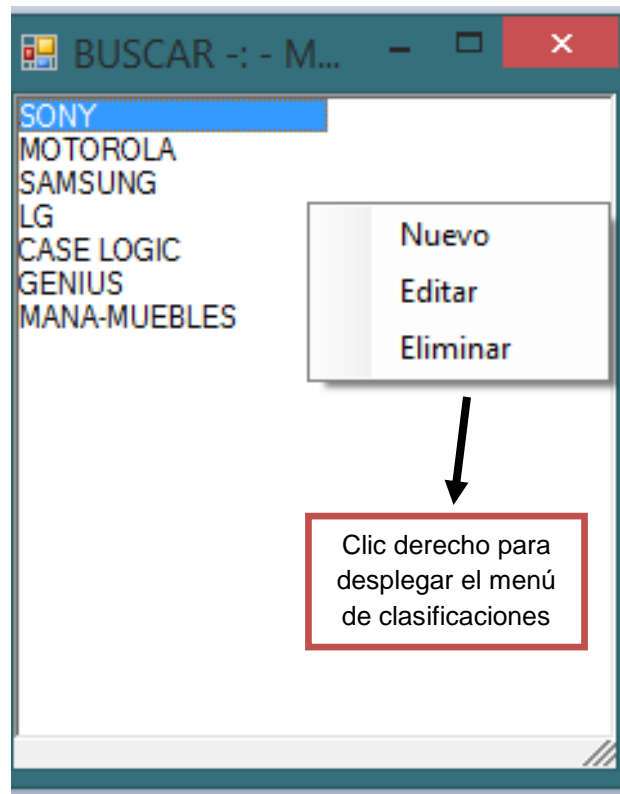 BUSCAR -: - M...
SONY
MOTOROLA
SAMSUNG
LG
CASE LOGIC
GENIUS
MANA-MUEBLES
Nuevo
Editar
Eliminar
Clic derecho para
desplegar el menú
de clasificaciones